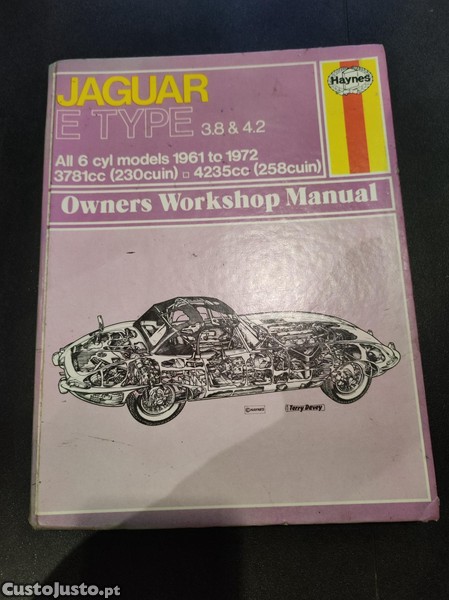 Haynes
JAGUAR
E TYPE 3.8 & 4.2
All 6 cyl models 1961 to 1972
3781cc (230cuin) □ 4235cc (258cuin)
Owners Workshop Manual
© HAYNES
Terry Davey
CustoJusto.pt